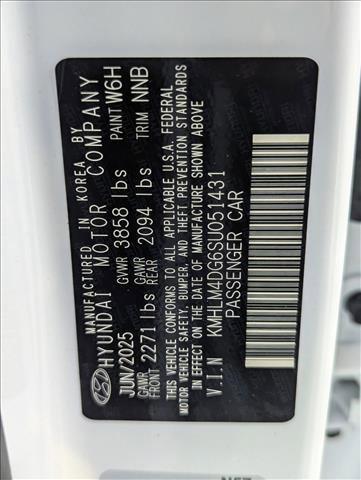 MANUFACTURED IN KOREA BY
HYUNDAI MOTOR COMPANY
JUN/2025 GVWR 3858 lbs PAINT W6H
GAWR FRONT 2271 lbs GAWR REAR 2094 lbs TRIM NNB
THIS VEHICLE CONFORMS TO ALL APPLICABLE U.S.A. FEDERAL
MOTOR VEHICLE SAFETY, BUMPER, AND THEFT PREVENTION STANDARDS
IN EFFECT ON THE DATE OF MANUFACTURE SHOWN ABOVE
V.I.N KMHLM4DG6SU051431
PASSENGER CAR